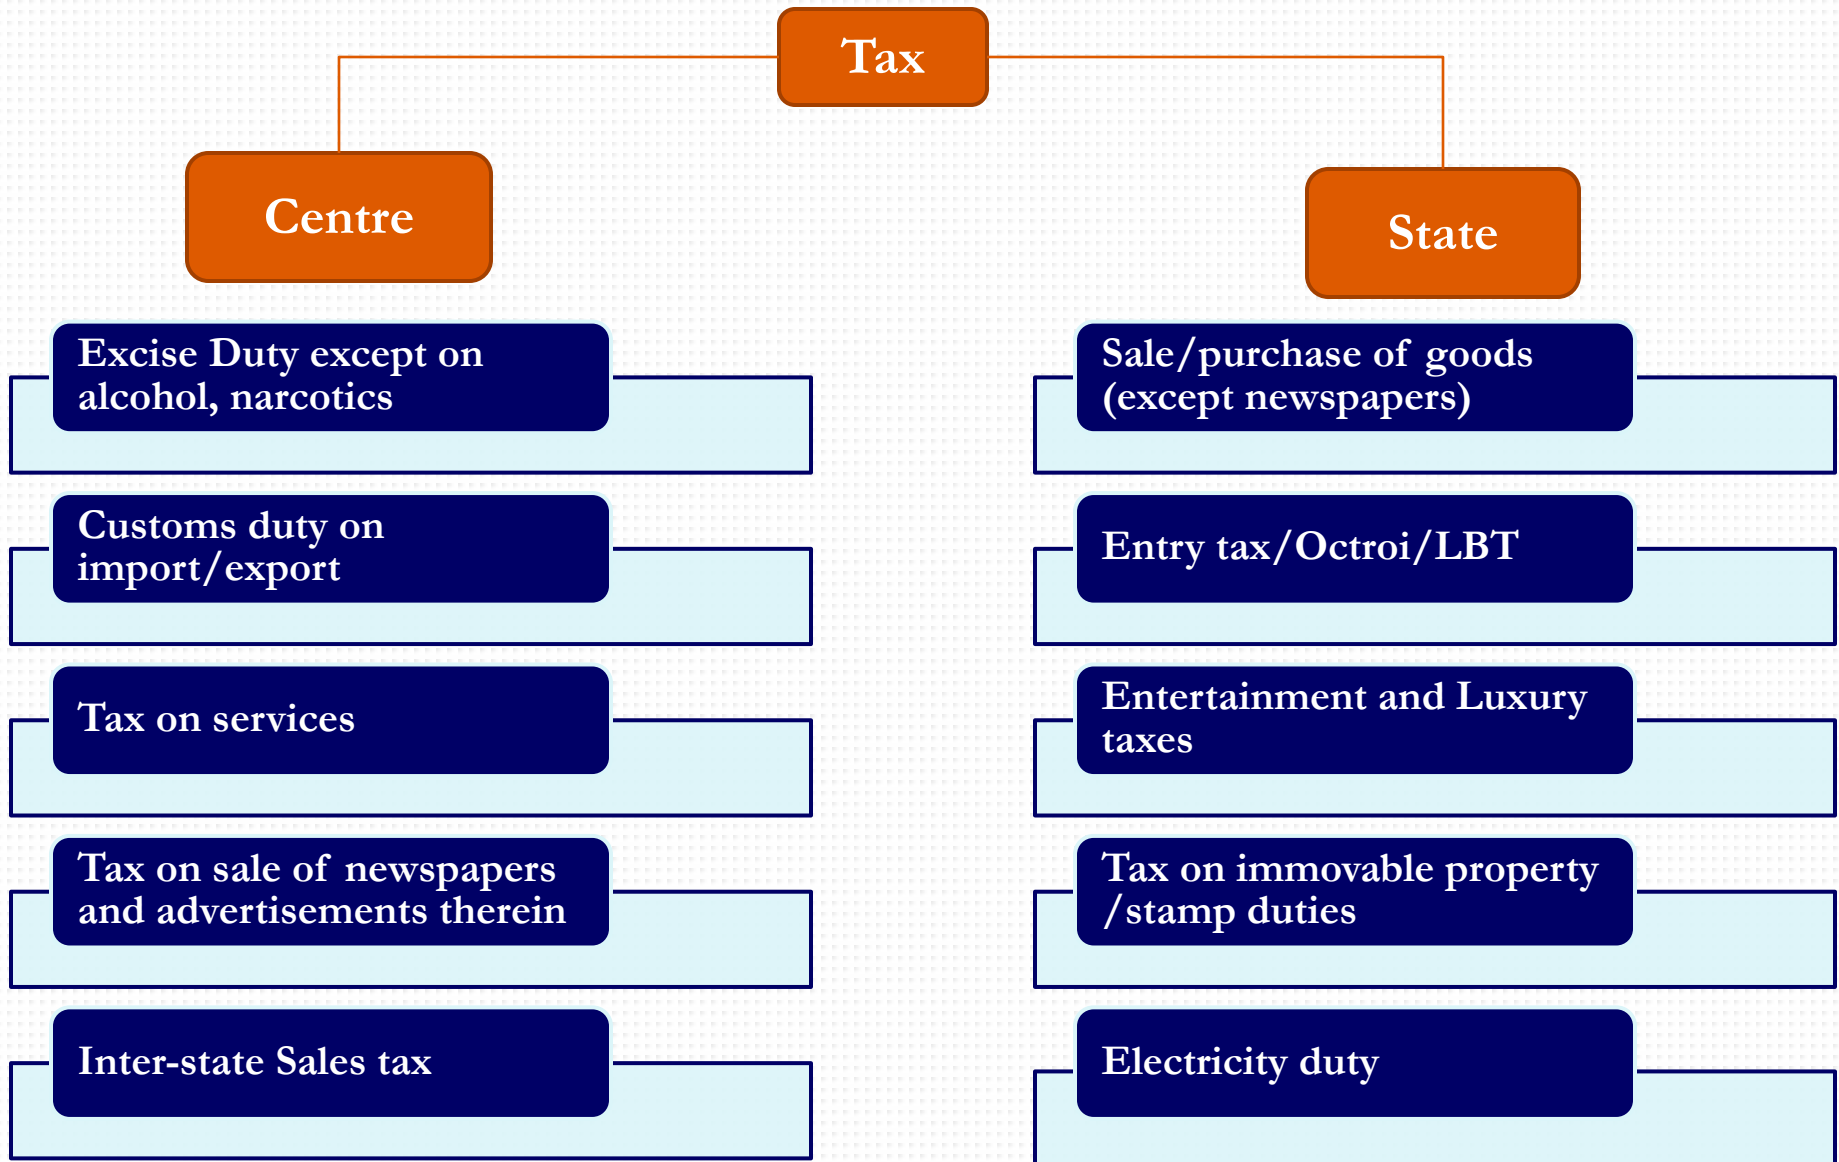 Tax
Centre
State
Excise Duty except on
alcohol, narcotics
Customs duty on
import/export
Tax on services
Tax on sale of newspapers
and advertisements therein
Inter-state Sales tax
Sale/purchase of goods
(except newspapers)
Entry tax/Octroi/LBT
Entertainment and Luxury
taxes
Tax on immovable property
/stamp duties
Electricity duty